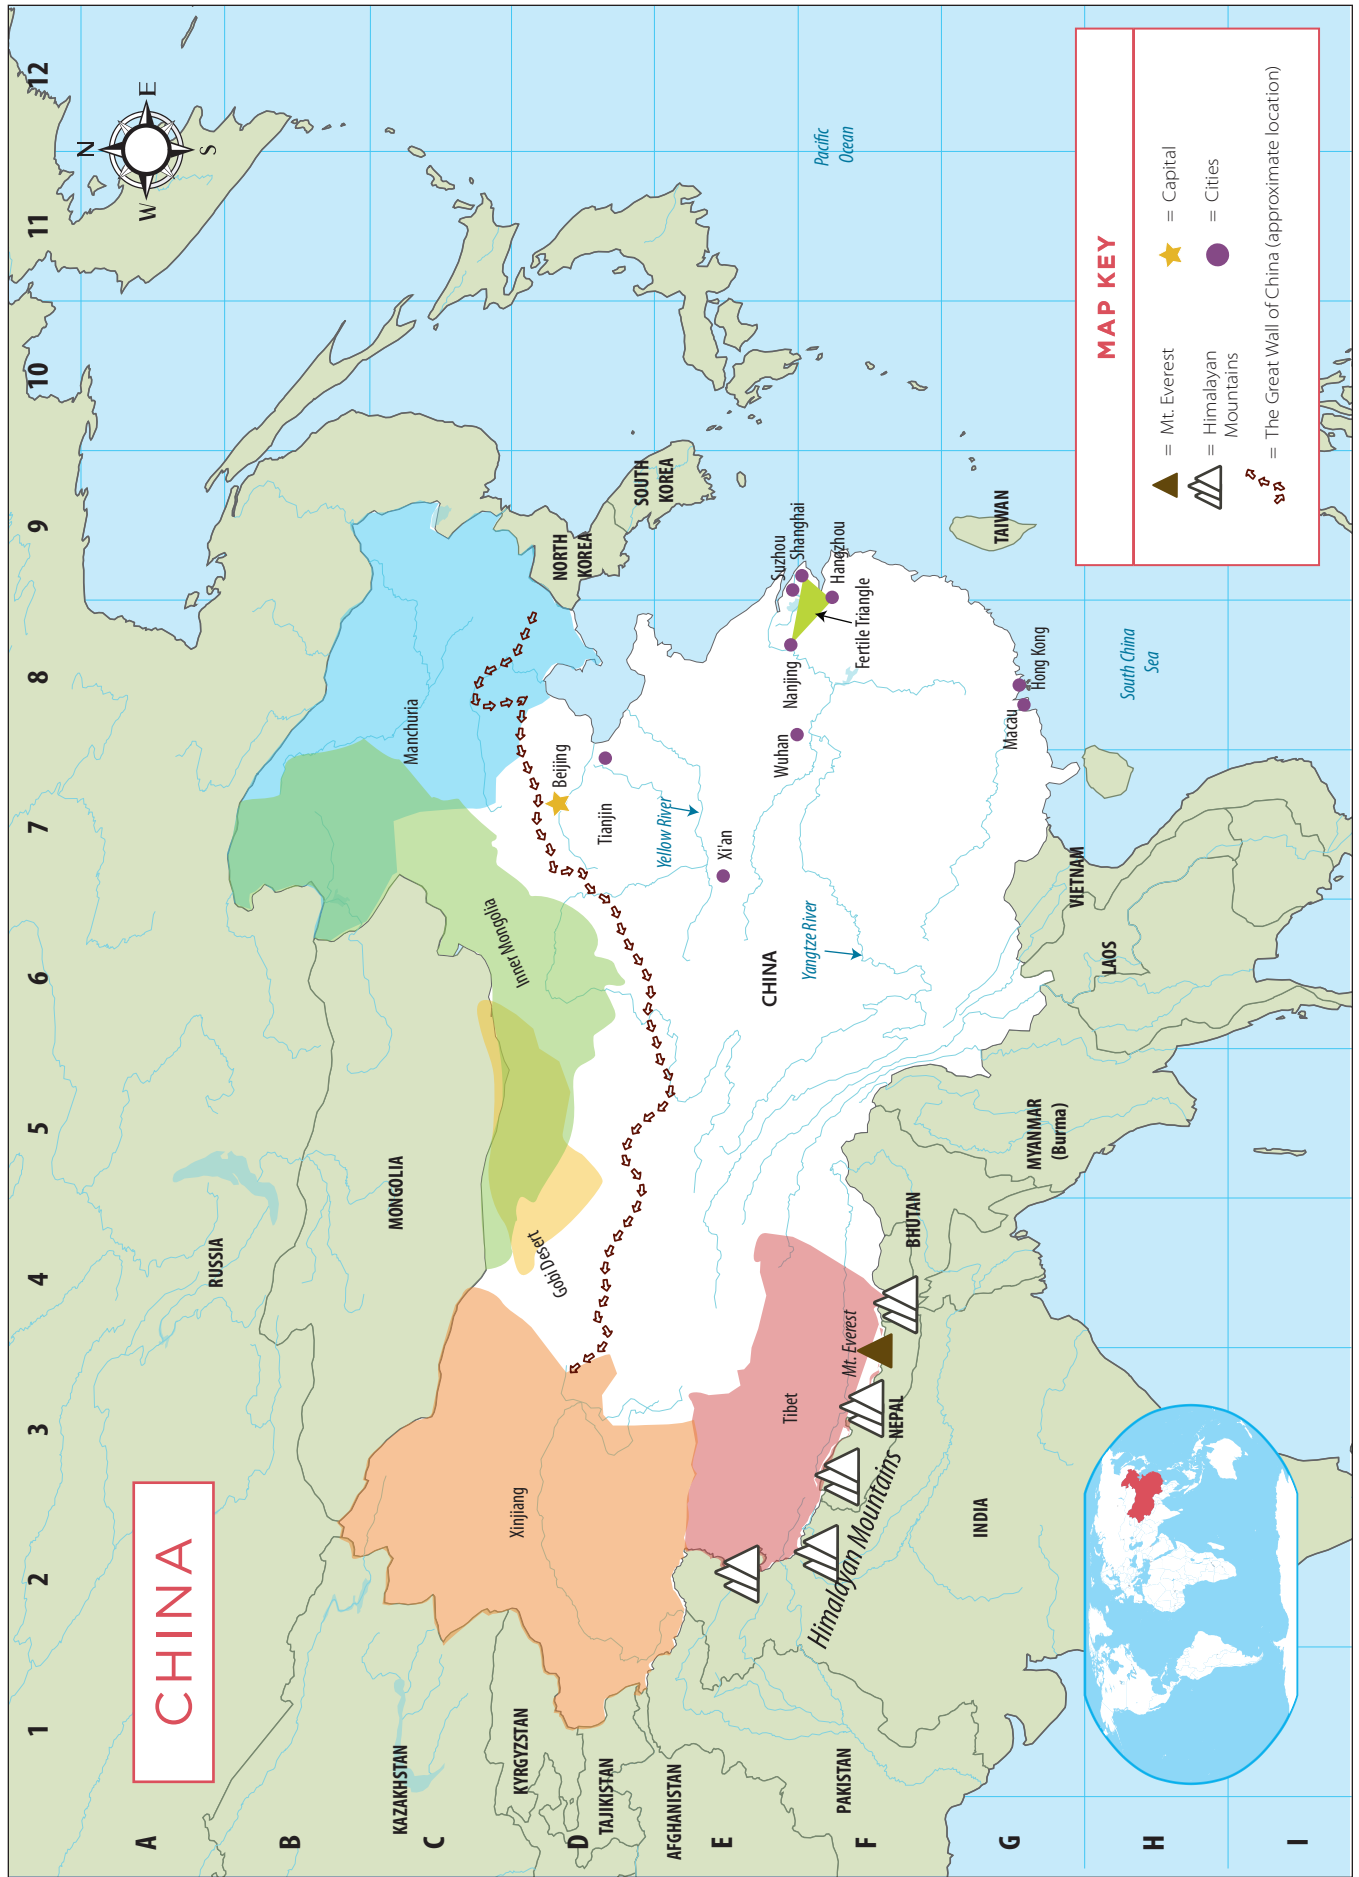 CHINA
1
2
3
4
5
6
7
8
9
10
11
12
A
B
C
D
E
F
G
H
I
N
E
S
W
RUSSIA
KAZAKHSTAN
MONGOLIA
Manchuria
KYRGYZSTAN
Xinjiang
Gobi Desert
Inner Mongolia
Beijing
NORTH
KOREA
TAJIKISTAN
Tianjin
SOUTH
KOREA
AFGHANISTAN
Yellow River
Xi'an
CHINA
Tibet
Yangtze River
Wuhan
Nanjing
Suzhou
Shanghai
Hangzhou
Fertile Triangle
Pacific
Ocean
PAKISTAN
Himalayan Mountains
Mt. Everest
NEPAL
BHUTAN
INDIA
MYANMAR
(Burma)
LAOS
VIETNAM
Macau
Hong Kong
TAIWAN
South China
Sea
MAP KEY
= Mt. Everest
= Capital
= Himalayan
Mountains
= Cities
= The Great Wall of China (approximate location)